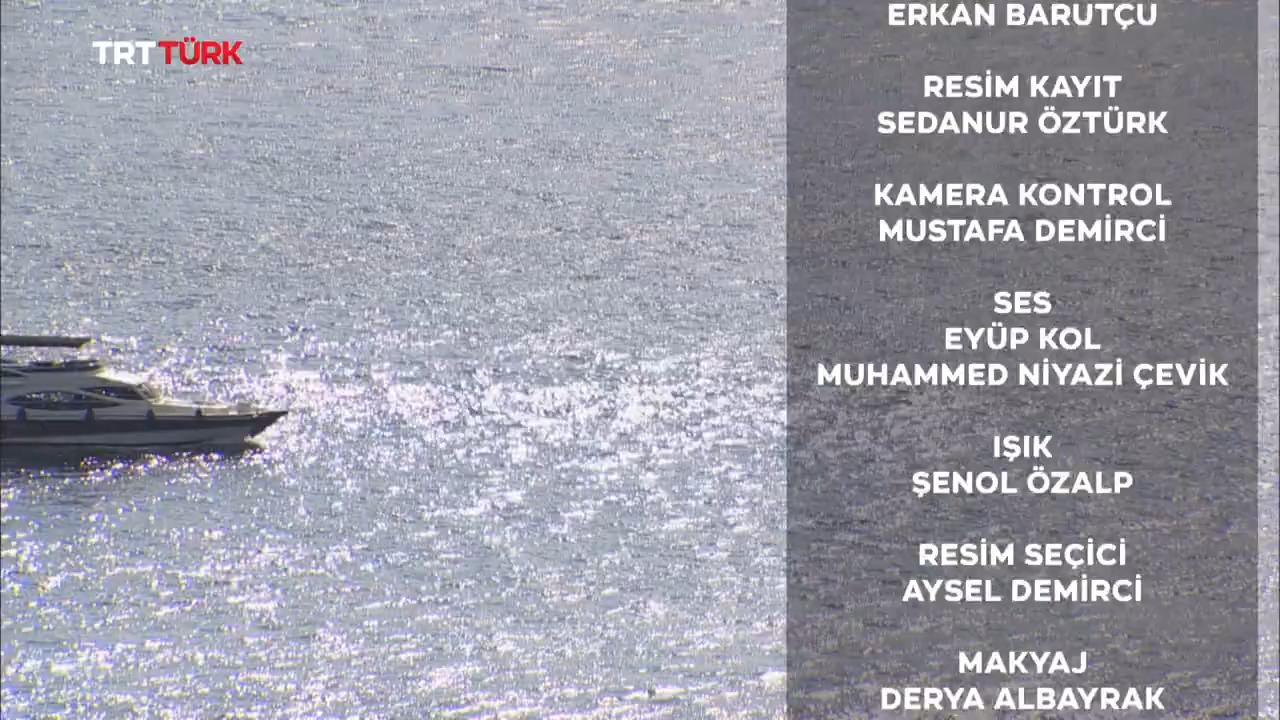 TRT TÜRK
ERKAN BARUTÇU
RESİM KAYIT
SEDANUR ÖZTÜRK
KAMERA KONTROL
MUSTAFA DEMİRCİ
SES
EYÜP KOL
MUHAMMED NİYAZİ ÇEVİK
IŞIK
ŞENOL ÖZALP
RESİM SEÇİCİ
AYSEL DEMİRCİ
MAKYAJ
DERYA ALBAYRAK